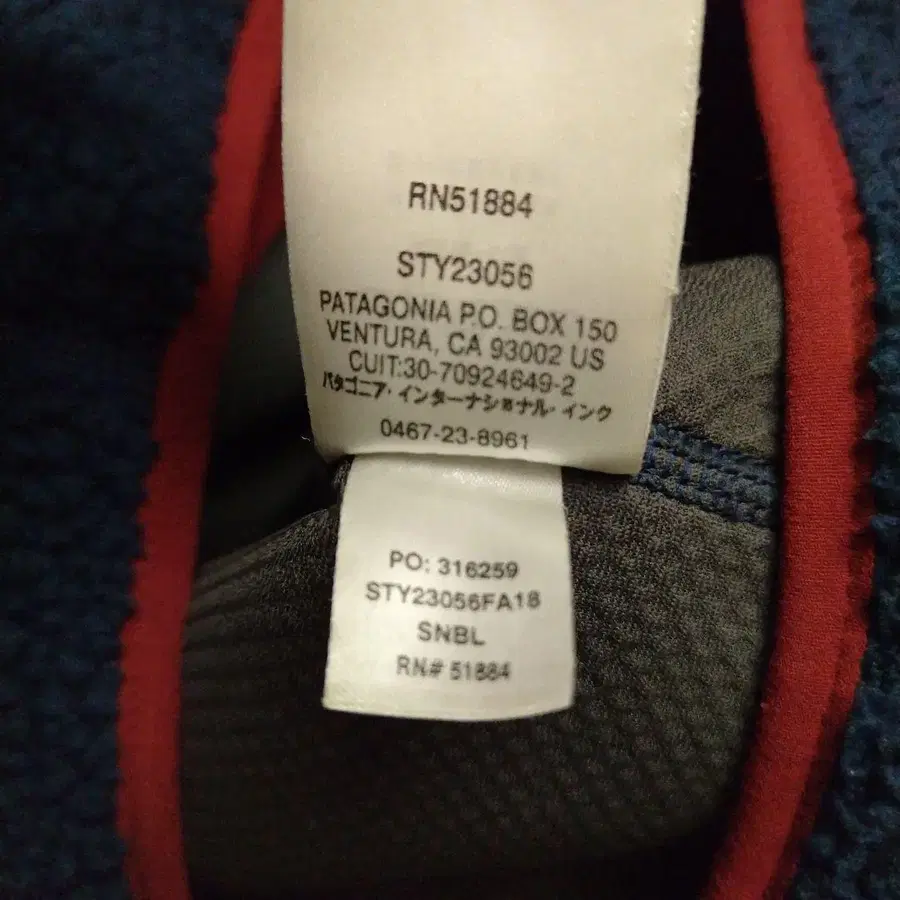 RN51884
STY23056
PATAGONIA P.O. BOX 150
VENTURA, CA 93002 US
CUIT:30-70924649-2
パタゴニア・インターナショナル・インク
0467-23-8961
PO: 316259
STY23056FA18
SNBL
RN# 51884